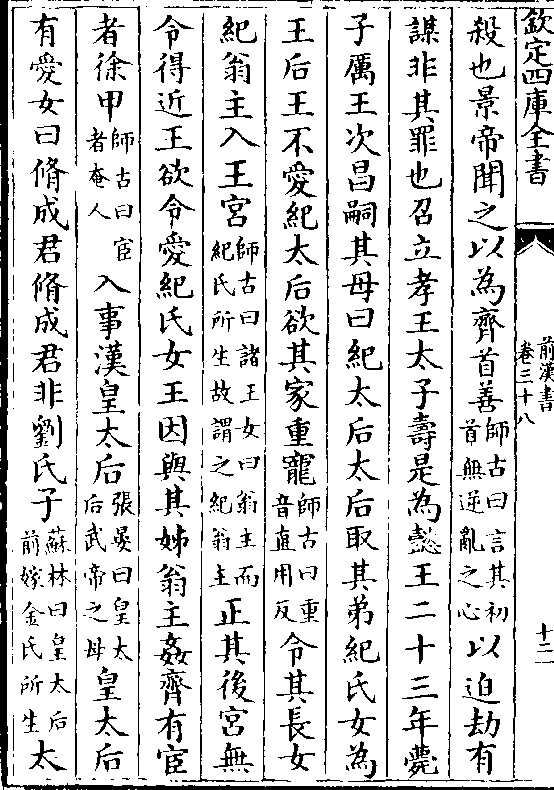 欽定四庫全書
前漢書
卷三十八
十二
殺也景帝聞之以為齊首善師古曰言其初首無逆亂之心以迫劫有
謀非其罪也召立孝王太子壽是為懿王二十三年薨
子厲王次昌嗣其母曰紀太后太后取其弟紀氏女為
王后王不愛紀太后欲其家重寵師古曰重音直用反令其長女
紀翁主入王宮師古曰諸王女曰翁主而紀氏所生故謂之紀翁主正其後宮無
令得近王欲令愛紀氏女王因與其姊翁主姦齊有宦
者徐甲師古曰宦者奄人入事漢皇太后張晏曰皇太后武帝之母皇太后
有愛女曰脩成君脩成君非劉氏子蘇林曰皇太后前嫁金氏所生太